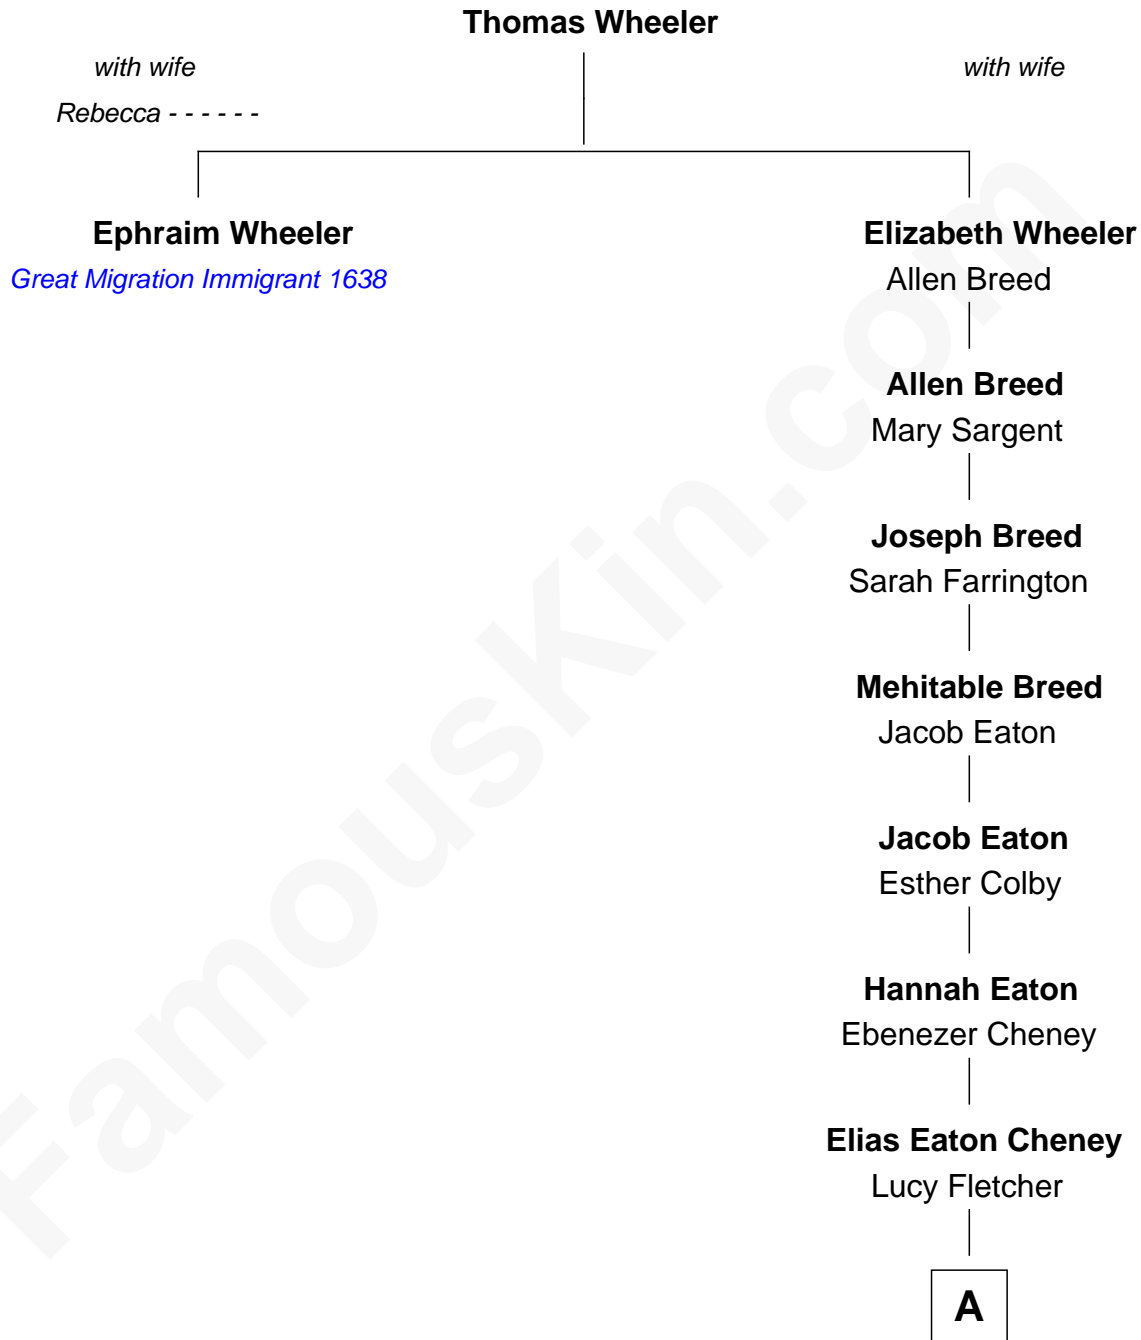 Thomas Wheeler
with wife
with wife
Rebecca - - - - - -
Ephraim Wheeler
Elizabeth Wheeler
Great Migration Immigrant 1638
Allen Breed
Allen Breed
Mary Sargent
Joseph Breed
Sarah Farrington
Mehitable Breed
Jacob Eaton
Jacob Eaton
Esther Colby
Hannah Eaton
Ebenezer Cheney
Elias Eaton Cheney
Lucy Fletcher
A
FamousKin.com